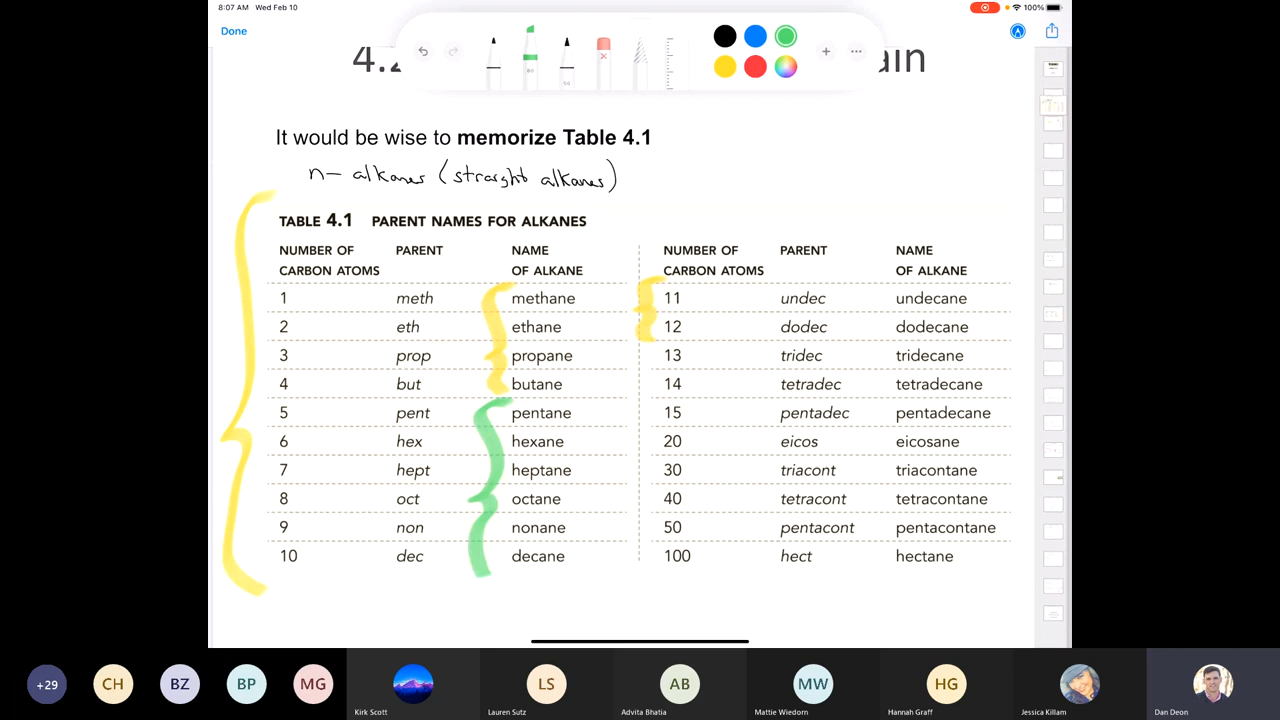 8:07 AM Wed Feb 10
100%
Done
4.2
ain
It would be wise to memorize Table 4.1
n- alkanes (straight alkanes)
TABLE 4.1 PARENT NAMES FOR ALKANES
NUMBER OF CARBON ATOMS PARENT NAME OF ALKANE
1 meth methane
2 eth ethane
3 prop propane
4 but butane
5 pent pentane
6 hex hexane
7 hept heptane
8 oct octane
9 non nonane
10 dec decane
NUMBER OF CARBON ATOMS PARENT NAME OF ALKANE
11 undec undecane
12 dodec dodecane
13 tridec tridecane
14 tetradec tetradecane
15 pentadec pentadecane
20 eicos eicosane
30 triacont triacontane
40 tetracont tetracontane
50 pentacont pentacontane
100 hect hectane
+29 CH BZ BP MG LS AB MW HG
Kirk Scott Lauren Sutz Advita Bhatia Mattie Wiedorn Hannah Graff Jessica Killam Dan Deon